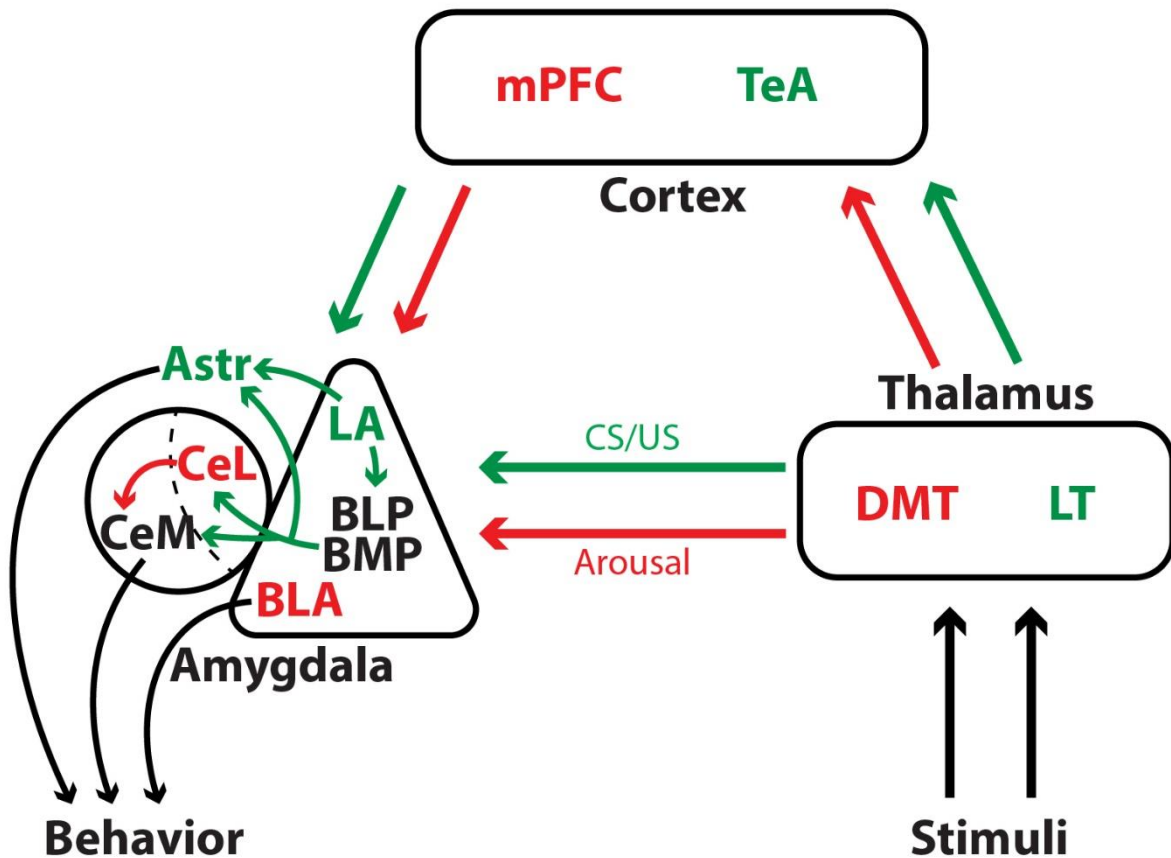 mPFC TeA
Cortex
Astr
LA
CeL
CeM
BLP
BMP
BLA
Amygdala
CS/US
Arousal
Thalamus
DMT LT
Behavior
Stimuli